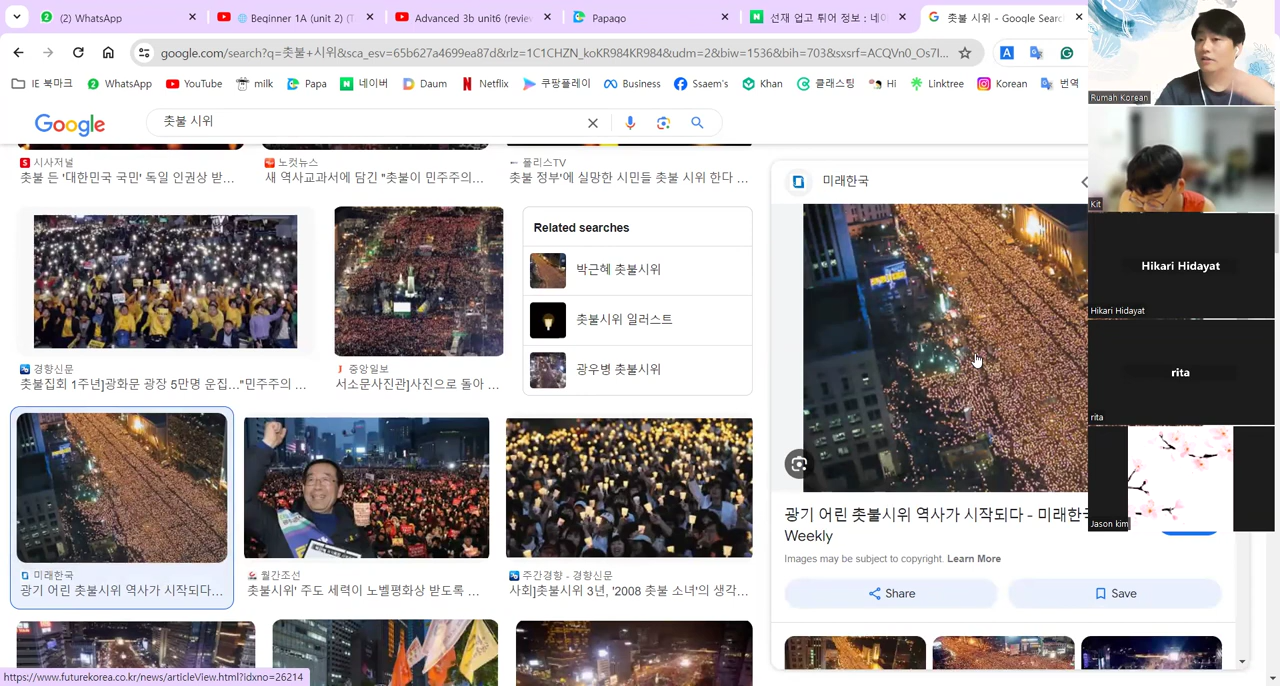 (2) WhatsApp
Beginner 1A (unit 2) (T
Advanced 3b unit6 (revie
Papago
선재 업고 튀어 정보 : 네이
촛불 시위 - Google Searc
google.com/search?q=촛불+시위&sca_esv=65b627a4699ea87d&rlz=1C1CHZN_koKR984KR984&udm=2&biw=1536&bih=703&sxsrf=ACQVn0_Os7I...
IE 북마크
WhatsApp
YouTube
milk
Papa
네이버
Daum
Netflix
쿠팡플레이
Business
Ssaem's
Khan
클래스팅
Hi
Linktree
Korean
번역
Google
촛불 시위
시사저널
촛불 든 '대한민국 국민' 독일 인권상 받...
노컷뉴스
새 역사교과서에 담긴 "촛불이 민주주의...
폴리스TV
촛불 정부'에 실망한 시민들 촛불 시위 한다 ...
경향신문
촛불집회 1주년]광화문 광장 5만명 운집..."민주주의 ...
중앙일보
서소문사진관]사진으로 돌아 ...
Related searches
박근혜 촛불시위
촛불시위 일러스트
광우병 촛불시위
미래한국
광기 어린 촛불시위 역사가 시작되다...
월간조선
촛불시위' 주도 세력이 노벨평화상 받도록 ...
주간경향 - 경향신문
사회]촛불시위 3년, '2008 촛불 소녀'의 생각...
미래한국
광기 어린 촛불시위 역사가 시작되다 - 미래한국
Weekly
Images may be subject to copyright. Learn More
Share
Save
Rumah Korean
Kit
Hikari Hidayat
Hikari Hidayat
rita
rita
Jason kim
https://www.futurekorea.co.kr/news/articleView.html?idxno=26214